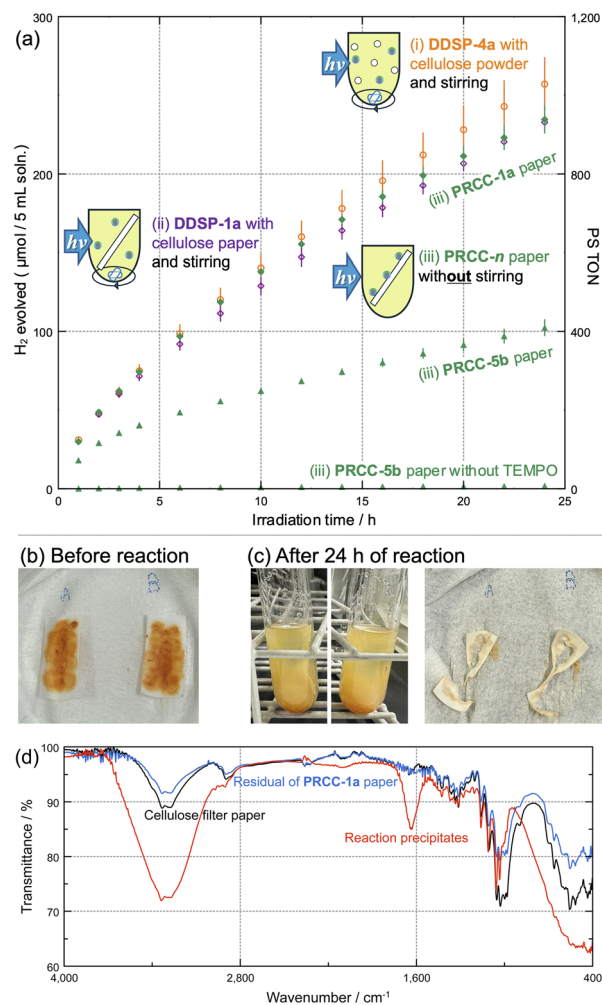 (a)
300
200
100
0
H₂ evolved ( μmol / 5 mL soln.)
1,200
800
400
0
PS TON
0
5
10
15
20
25
Irradiation time / h
hν
(i) DDSP-4a with
cellulose powder
and stirring
(iii) PRCC-1a paper
hν
(ii) DDSP-1a with
cellulose paper
and stirring
hν
(iii) PRCC-n paper
without stirring
(iii) PRCC-5b paper
(iii) PRCC-5b paper without TEMPO
(b) Before reaction
(c) After 24 h of reaction
(d)
100
90
80
70
60
Transmittance / %
Residual of PRCC-1a paper
Cellulose filter paper
Reaction precipitates
4,000
2,800
1,600
400
Wavenumber / cm⁻¹